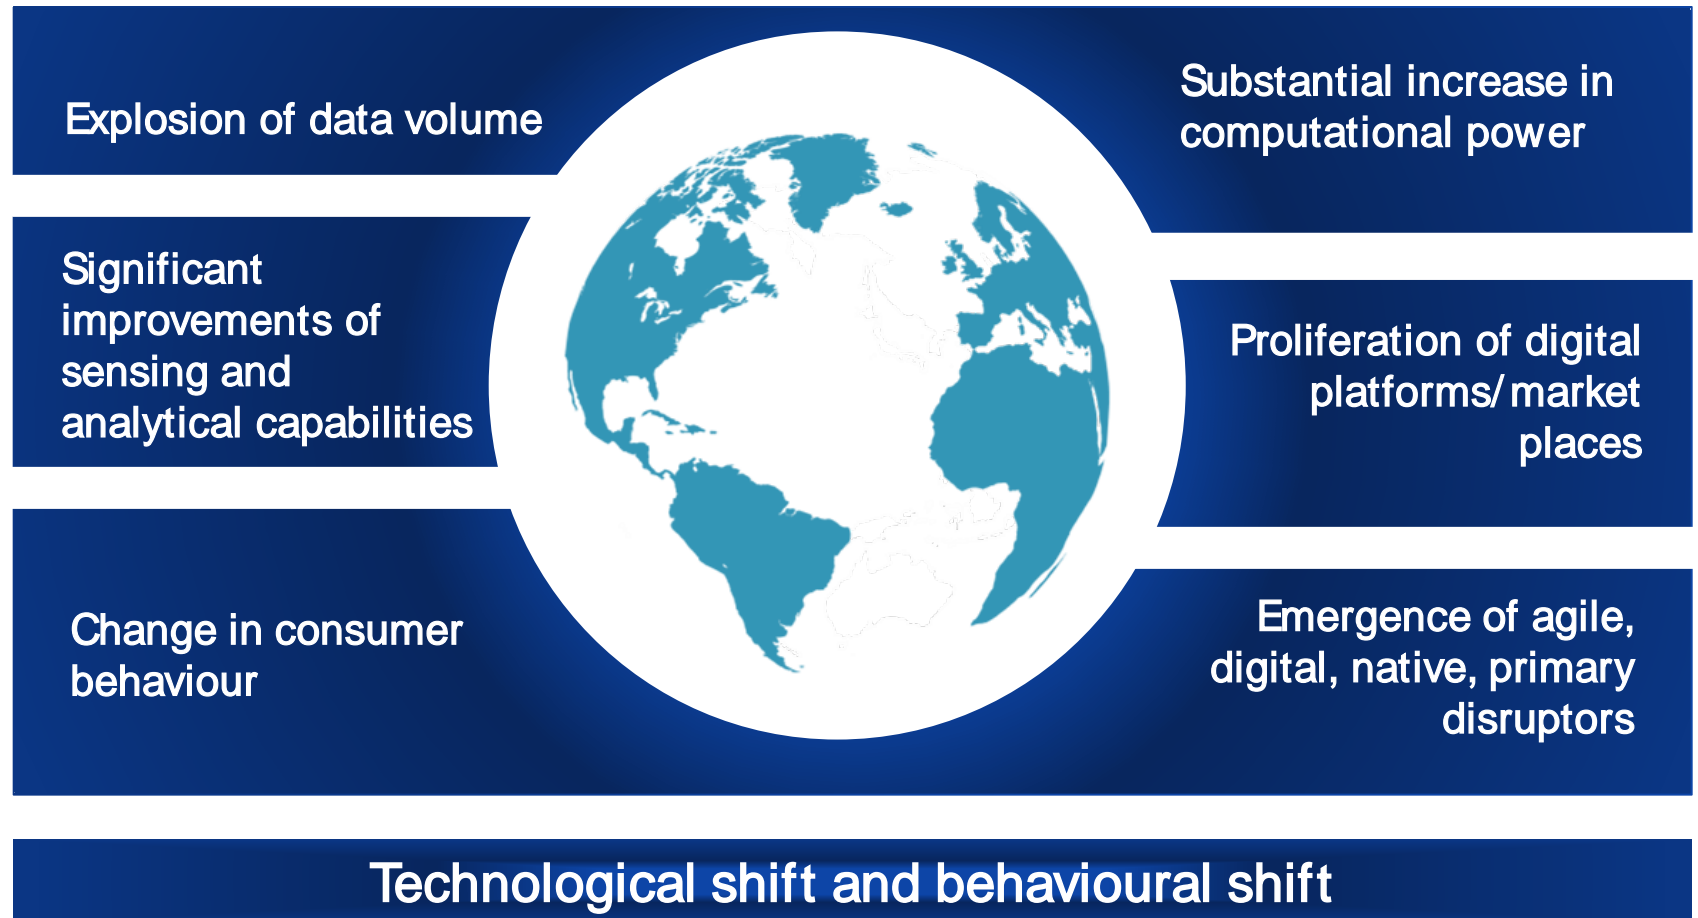 Explosion of data volume
Significant
improvements of
sensing and
analytical capabilities
Change in consumer
behaviour
Substantial increase in
computational power
Proliferation of digital
platforms/ market
places
Emergence of agile,
digital, native, primary
disruptors
Technological shift and behavioural shift